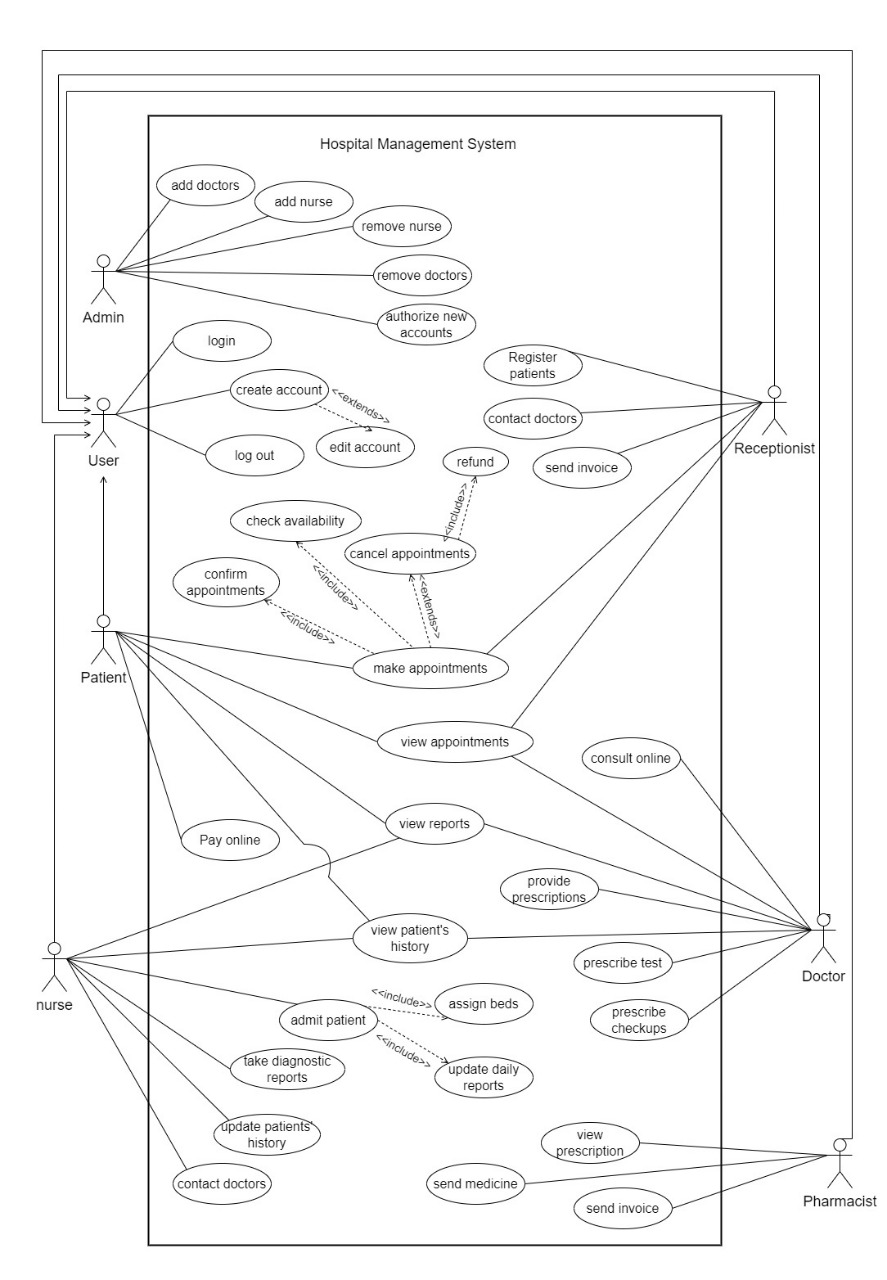 Hospital Management System
add doctors
add nurse
remove nurse
remove doctors
Admin
authorize new
accounts
login
Register
patients
create account
<<extends>>
contact doctors
User
edit account
Receptionist
log out
refund
send invoice
<<include>>
check availability
cancel appointments
confirm
appointments
<<include>>
<<extends>>
<<include>>
make appointments
Patient
view appointments
consult online
view reports
Pay online
provide
prescriptions
view patient's
history
prescribe test
Doctor
nurse
<<include>>
assign beds
admit patient
prescribe
checkups
<<include>>
take diagnostic
reports
update daily
reports
update patients'
history
view
prescription
contact doctors
send medicine
Pharmacist
send invoice